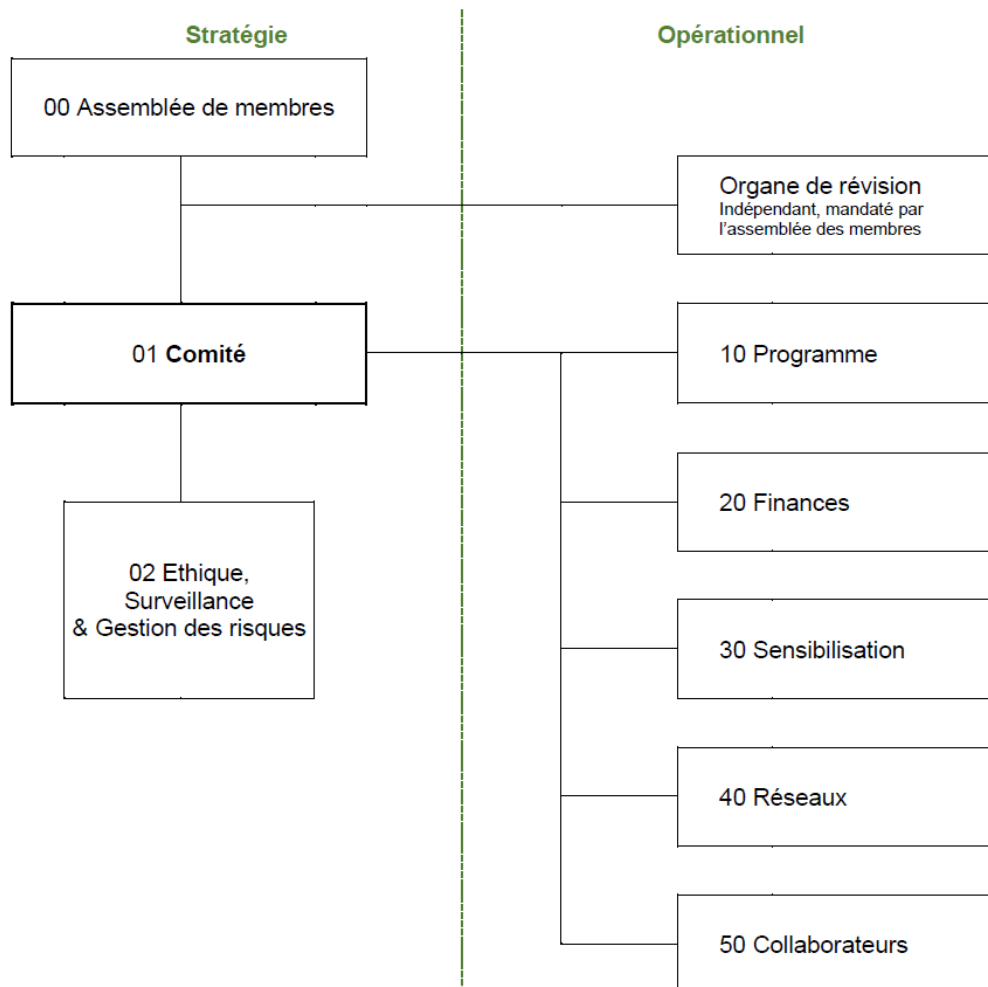 Stratégie
Opérationnel
00 Assemblée de membres
Organe de révision
Indépendant, mandaté par
l'assemblée des membres
01 Comité
10 Programme
20 Finances
02 Ethique,
Surveillance
& Gestion des risques
30 Sensibilisation
40 Réseaux
50 Collaborateurs